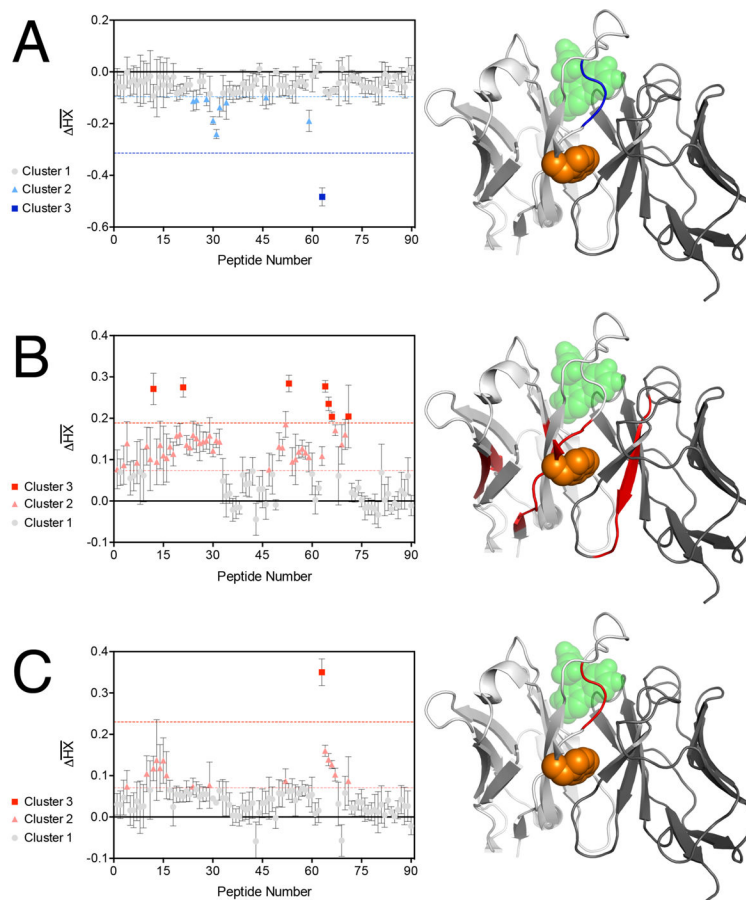 A
0.2
0.0
-0.2
-0.4
-0.6
ΔHX
Cluster 1
Cluster 2
Cluster 3
0 15 30 45 60 75 90
Peptide Number
B
0.4
0.3
0.2
0.1
0.0
-0.1
ΔHX
Cluster 3
Cluster 2
Cluster 1
0 15 30 45 60 75 90
Peptide Number
C
0.4
0.3
0.2
0.1
0.0
-0.1
ΔHX
Cluster 3
Cluster 2
Cluster 1
0 15 30 45 60 75 90
Peptide Number